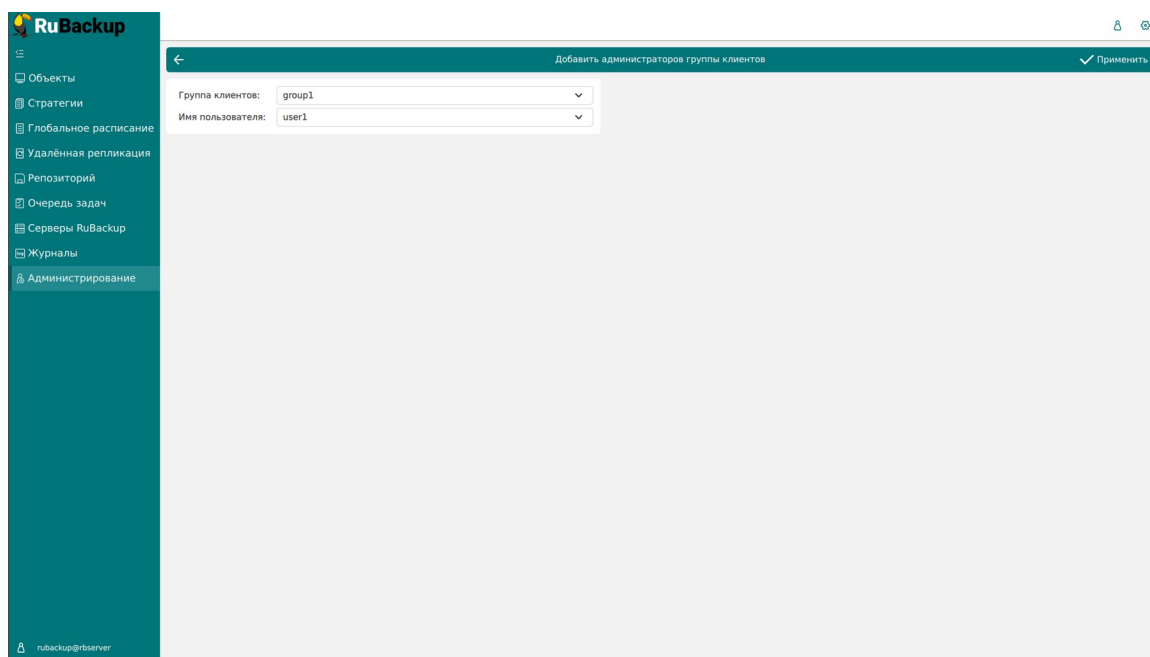 RuBackup
Объекты
Стратегии
Глобальное расписание
Удалённая репликация
Репозиторий
Очередь задач
Серверы RuBackup
Журналы
Администрирование
Добавить администраторов группы клиентов
Применить
Группа клиентов: group1
Имя пользователя: user1
rubackup@rbserver